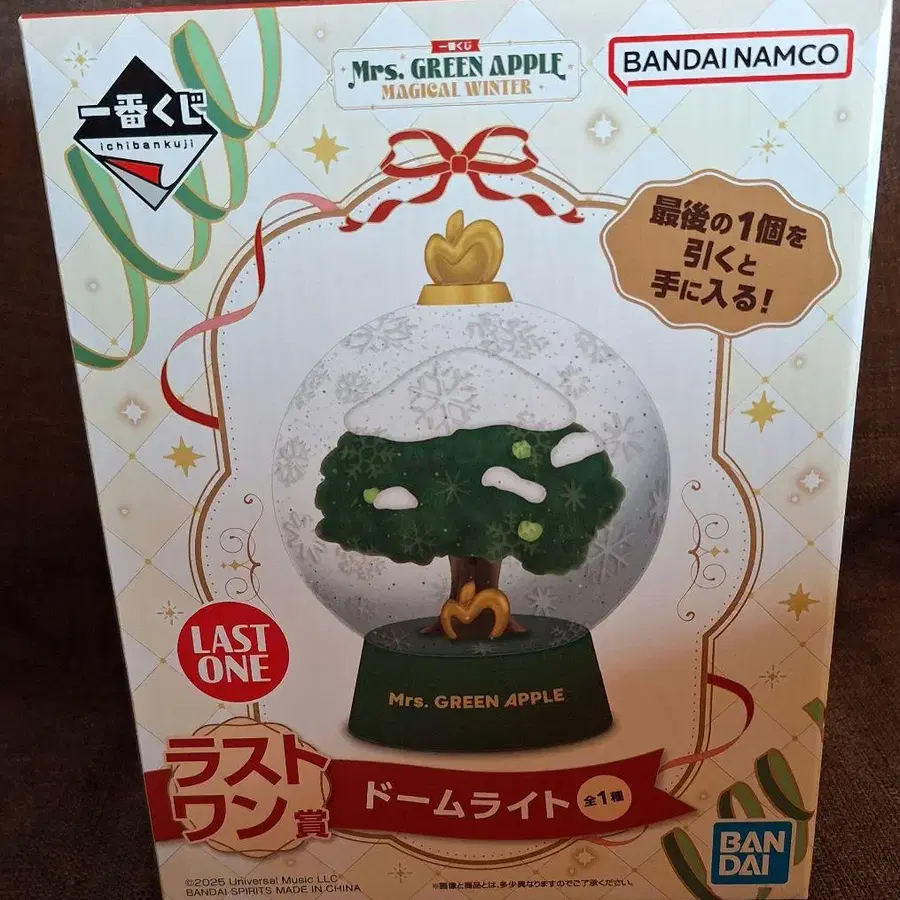 一番くじ
ichibankuji
一番くじ
Mrs. GREEN APPLE
MAGICAL WINTER
BANDAI NAMCO
最後の1個を
引くと
手に入る!
Mrs. GREEN APPLE
LAST
ONE
ラスト
ワン賞
ドームライト 全1種
BAN
DAI
©2025 Universal Music LLC
BANDAI SPIRITS MADE IN CHINA
※画像と商品とは、多少異なりますのでご了承ください。